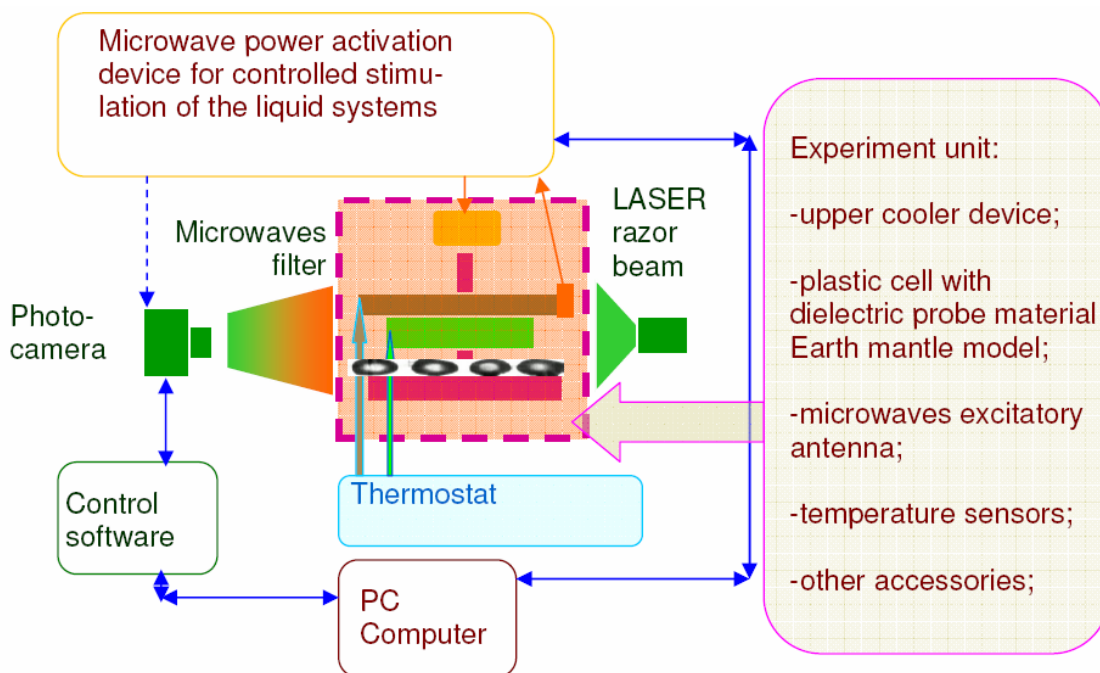 Microwave power activation
device for controlled stimu-
lation of the liquid systems
Experiment unit:
-upper cooler device;
-plastic cell with
dielectric probe material
Earth mantle model;
-microwaves excitatory
antenna;
-temperature sensors;
-other accessories;
Microwaves
filter
LASER
razor
beam
Photo-
camera
Control
software
Thermostat
PC
Computer